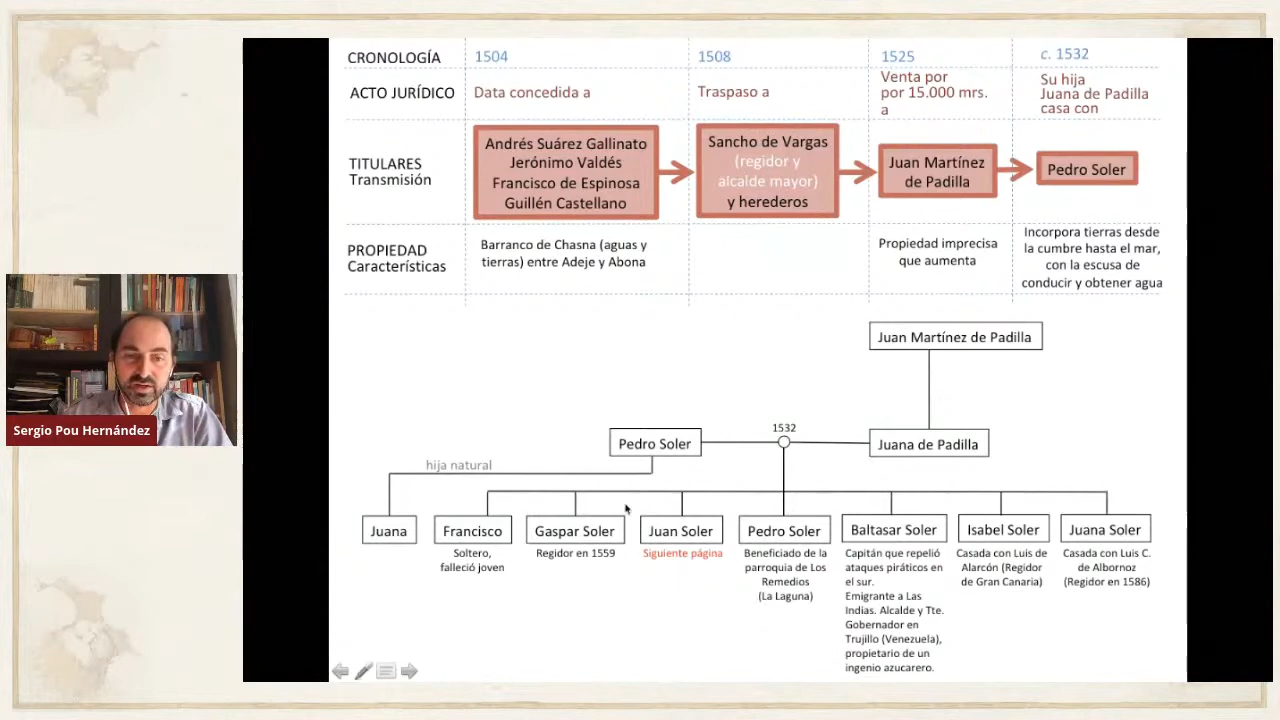 CRONOLOGÍA
1504
1508
1525
c. 1532
ACTO JURÍDICO
Data concedida a
Traspaso a
Venta por
por 15.000 mrs.
a
Su hija
Juana de Padilla
casa con
TITULARES
Transmisión
Andrés Suárez Gallinato
Jerónimo Valdés
Francisco de Espinosa
Guillén Castellano
Sancho de Vargas
(regidor y
alcalde mayor)
y herederos
Juan Martínez
de Padilla
Pedro Soler
PROPIEDAD
Características
Barranco de Chasna (aguas y
tierras) entre Adeje y Abona
Propiedad imprecisa
que aumenta
Incorpora tierras desde
la cumbre hasta el mar,
con la escusa de
conducir y obtener agua
Juan Martínez de Padilla
Pedro Soler
1532
Juana de Padilla
hija natural
Juana
Francisco
Soltero,
falleció joven
Gaspar Soler
Regidor en 1559
Juan Soler
Siguiente página
Pedro Soler
Beneficiado de la
parroquia de Los
Remedios
(La Laguna)
Baltasar Soler
Capitán que repelió
ataques piráticos en
el sur.
Emigrante a Las
Indias. Alcalde y Tte.
Gobernador en
Trujillo (Venezuela),
propietario de un
ingenio azucarero.
Isabel Soler
Casada con Luis de
Alarcón (Regidor
de Gran Canaria)
Juana Soler
Casada con Luis C.
de Albornoz
(Regidor en 1586)
Sergio Pou Hernández